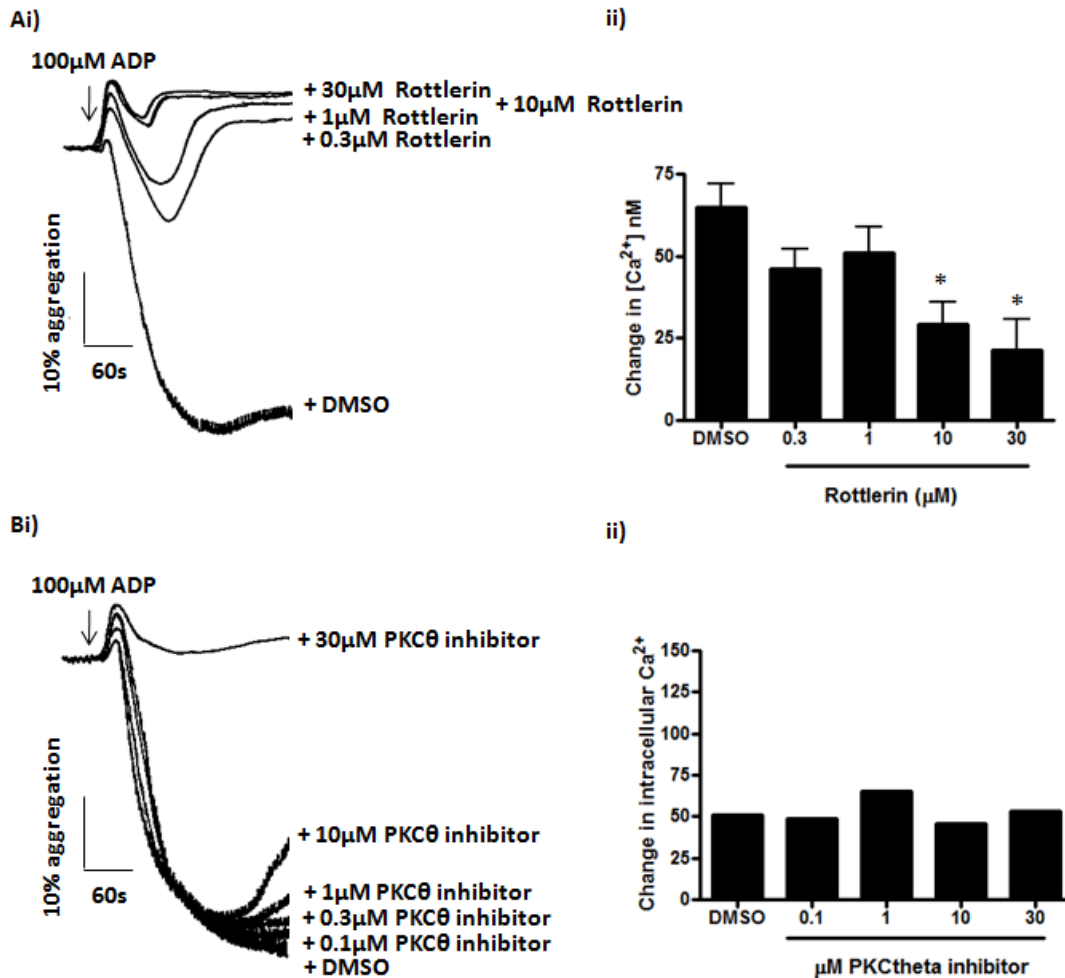 Ai)
100µM ADP
+ 30µM Rottlerin
+ 10µM Rottlerin
+ 1µM Rottlerin
+ 0.3µM Rottlerin
10% aggregation
60s
+ DMSO
ii)
Change in [Ca²⁺] nM
75
50
25
0
DMSO 0.3 1 10 30
* *
Rottlerin (µM)
Bi)
100µM ADP
+ 30µM PKCθ inhibitor
10% aggregation
60s
+ 10µM PKCθ inhibitor
+ 1µM PKCθ inhibitor
+ 0.3µM PKCθ inhibitor
+ 0.1µM PKCθ inhibitor
+ DMSO
ii)
Change in intracellular Ca²⁺
150
125
100
75
50
25
0
DMSO 0.1 1 10 30
µM PKCtheta inhibitor